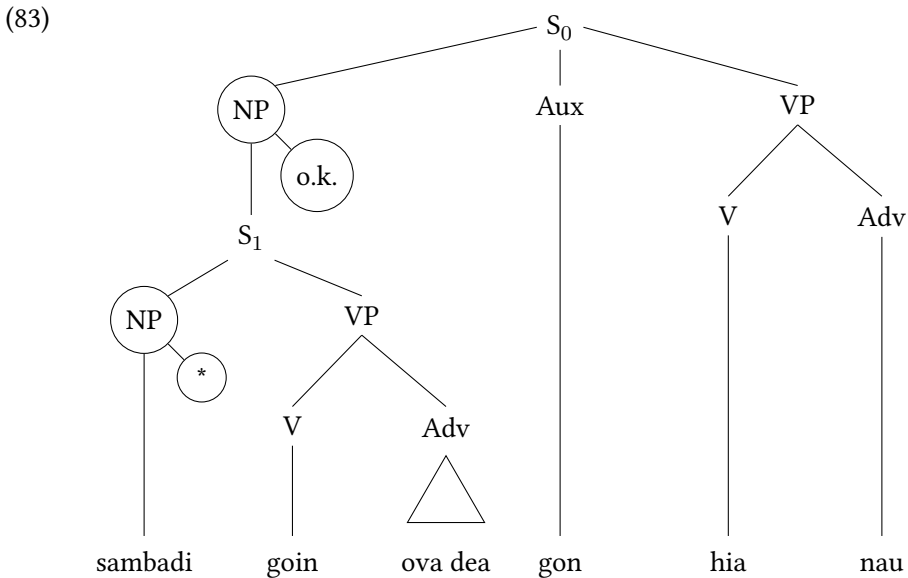 (83)
S₀
NP Aux VP
o.k.
V Adv
S₁
NP VP
*
V Adv
sambadi goin ova dea gon hia nau